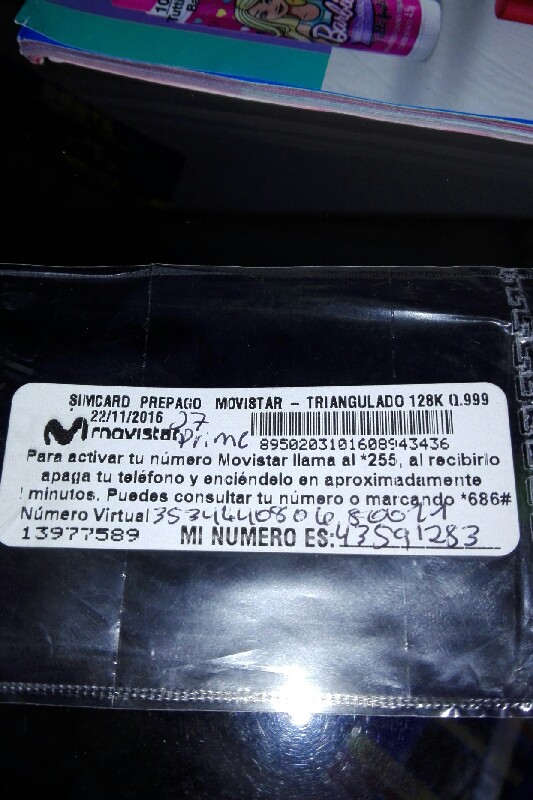 Barbie
SIMCARD PREPAGO MOVISTAR - TRIANGULADO 128K Q.999
22/11/2016 27
movistar Prime 8950203101608943436
Para activar tu número Movistar llama al *255, al recibirlo
apaga tu teléfono y enciéndelo en aproximadamente
minutos. Puedes consultar tu número o marcando *686#
Número Virtual
13977589 MI NUMERO ES: 43591283